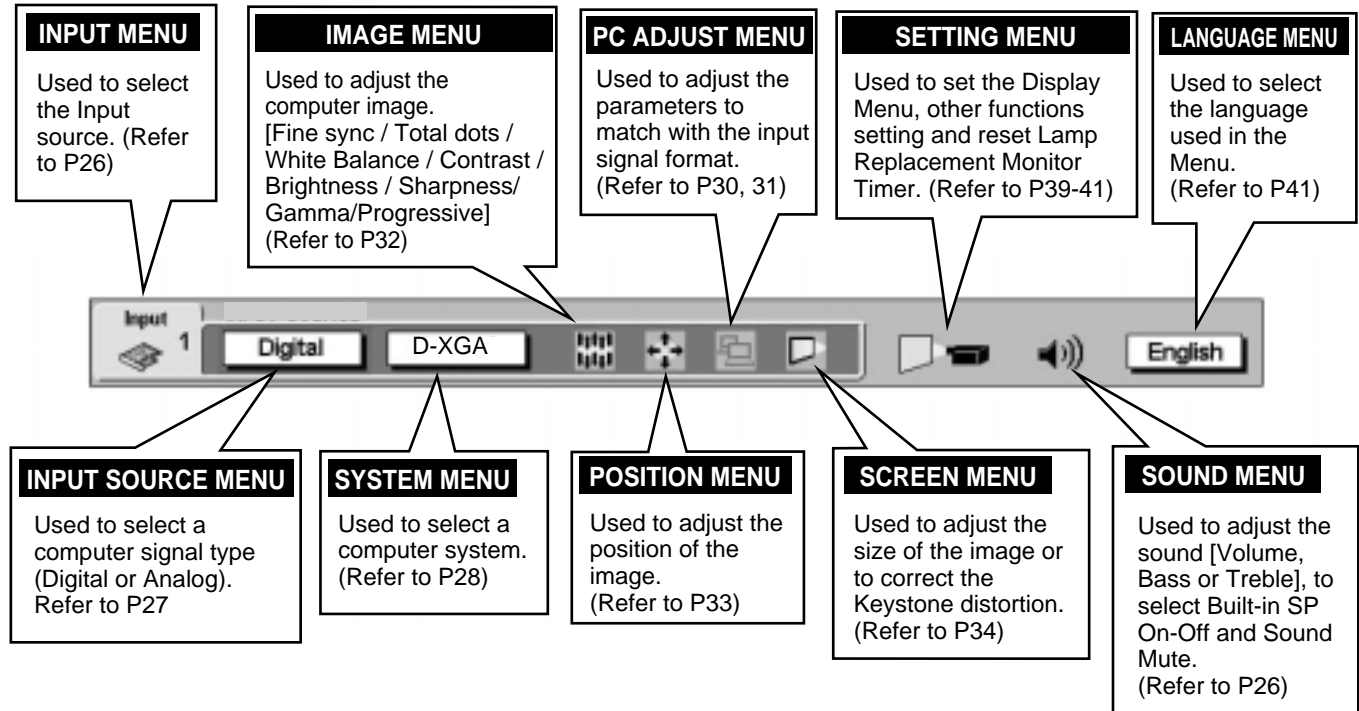 INPUT MENU
Used to select
the Input
source. (Refer
to P26)
IMAGE MENU
Used to adjust the
computer image.
[Fine sync / Total dots /
White Balance / Contrast /
Brightness / Sharpness/
Gamma/Progressive]
(Refer to P32)
PC ADJUST MENU
Used to adjust the
parameters to
match with the input
signal format.
(Refer to P30, 31)
SETTING MENU
Used to set the Display
Menu, other functions
setting and reset Lamp
Replacement Monitor
Timer. (Refer to P39-41)
LANGUAGE MENU
Used to select
the language
used in the
Menu.
(Refer to P41)
Input
1
Digital
D-XGA
English
INPUT SOURCE MENU
Used to select a
computer signal type
(Digital or Analog).
Refer to P27
SYSTEM MENU
Used to select a
computer system.
(Refer to P28)
POSITION MENU
Used to adjust the
position of the
image.
(Refer to P33)
SCREEN MENU
Used to adjust the
size of the image or
to correct the
Keystone distortion.
(Refer to P34)
SOUND MENU
Used to adjust the
sound [Volume,
Bass or Treble], to
select Built-in SP
On-Off and Sound
Mute.
(Refer to P26)